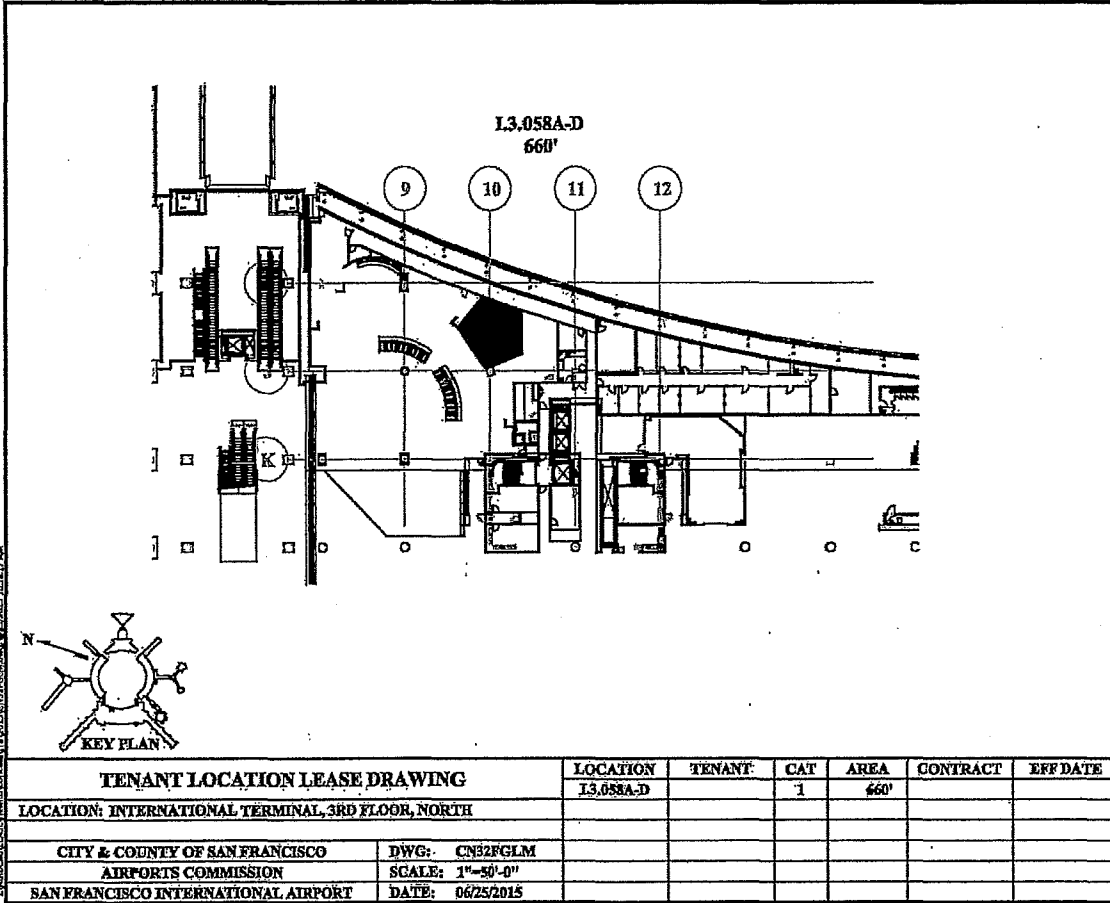 I.3.058A-D
660'
9 10 11 12
K
N
KEY PLAN
TENANT LOCATION LEASE DRAWING
LOCATION: INTERNATIONAL TERMINAL, 3RD FLOOR, NORTH
CITY & COUNTY OF SAN FRANCISCO
AIRPORTS COMMISSION
SAN FRANCISCO INTERNATIONAL AIRPORT
DWG: CN32FGLM
SCALE: 1"=50'-0"
DATE: 06/25/2015
LOCATION TENANT CAT AREA CONTRACT EFF DATE
I.3.058A-D 1 660'